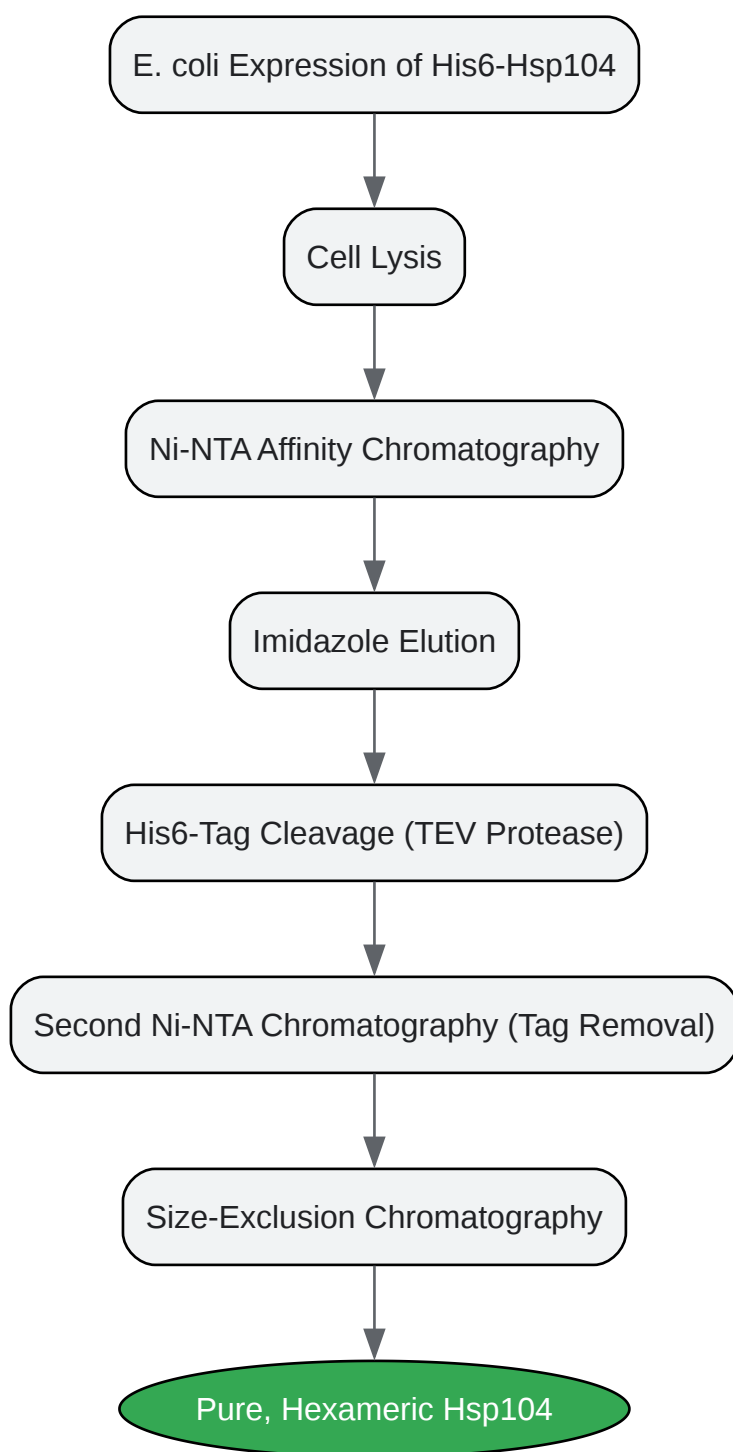 E. coli Expression of His6-Hsp104
Cell Lysis
Ni-NTA Affinity Chromatography
Imidazole Elution
His6-Tag Cleavage (TEV Protease)
Second Ni-NTA Chromatography (Tag Removal)
Size-Exclusion Chromatography
Pure, Hexameric Hsp104